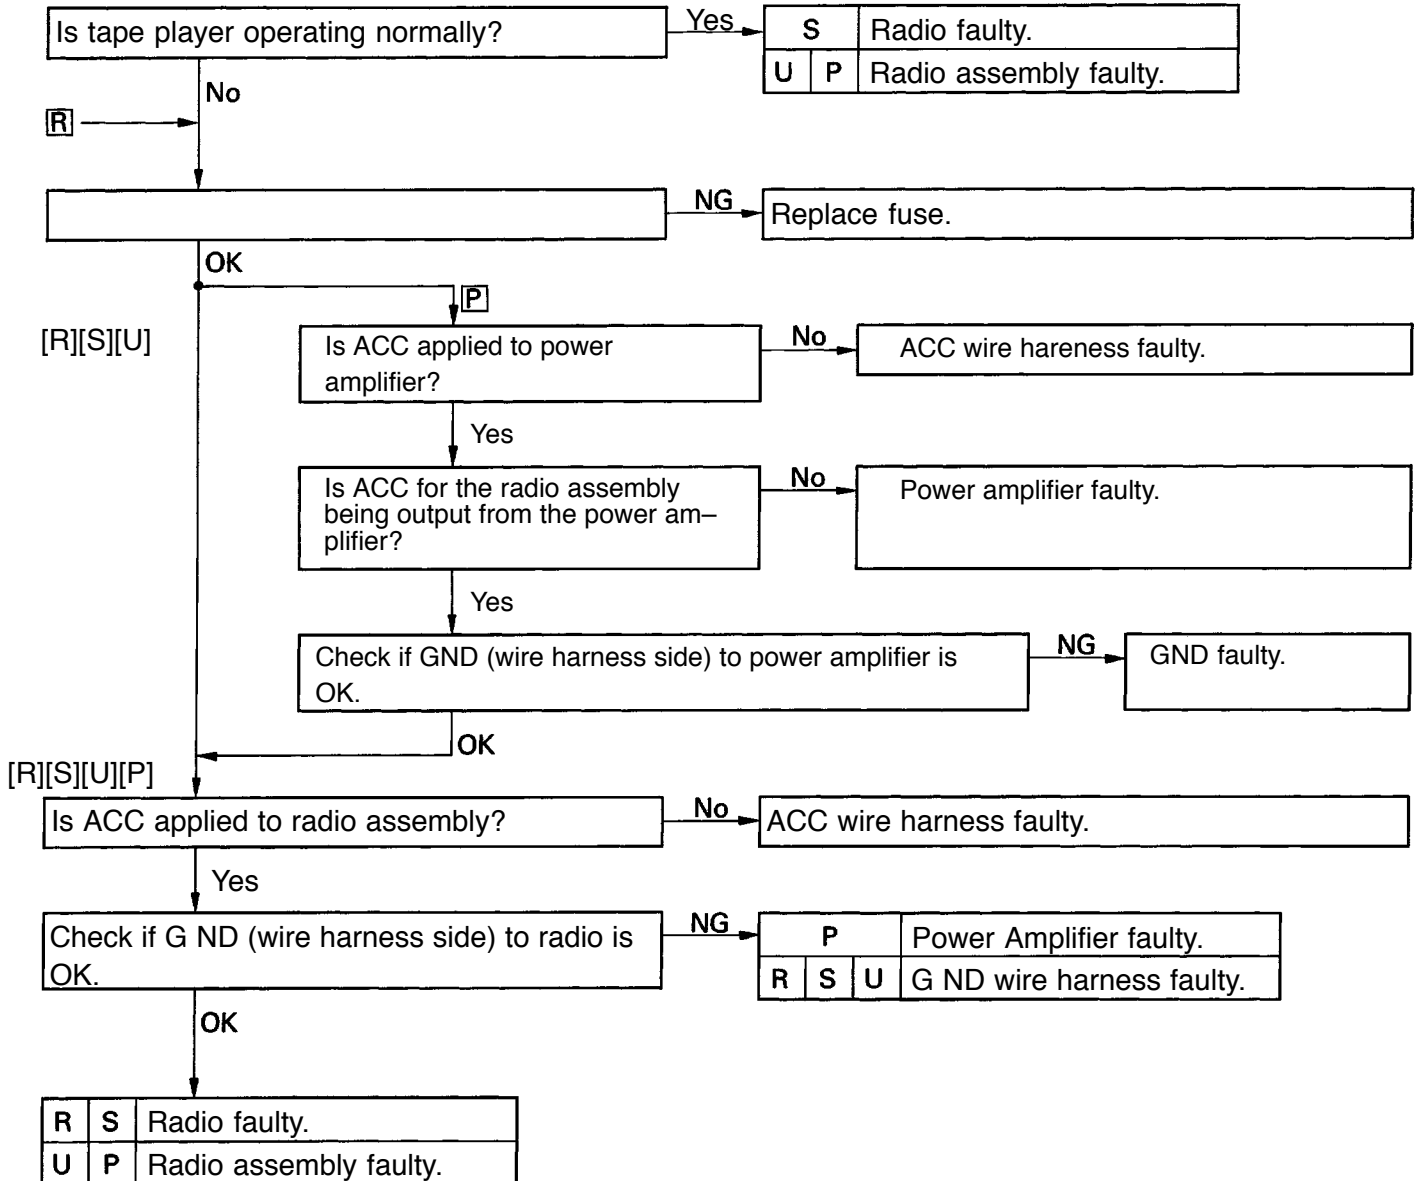 Is tape player operating normally?
Yes
S Radio faulty.
U P Radio assembly faulty.
No
R
NG
Replace fuse.
OK
P
[R][S][U]
Is ACC applied to power
amplifier?
No
ACC wire hareness faulty.
Yes
Is ACC for the radio assembly
being output from the power am–
plifier?
No
Power amplifier faulty.
Yes
Check if GND (wire harness side) to power amplifier is
OK.
NG
GND faulty.
OK
[R][S][U][P]
Is ACC applied to radio assembly?
No
ACC wire harness faulty.
Yes
Check if G ND (wire harness side) to radio is
OK.
NG
P Power Amplifier faulty.
R S U G ND wire harness faulty.
OK
R S Radio faulty.
U P Radio assembly faulty.